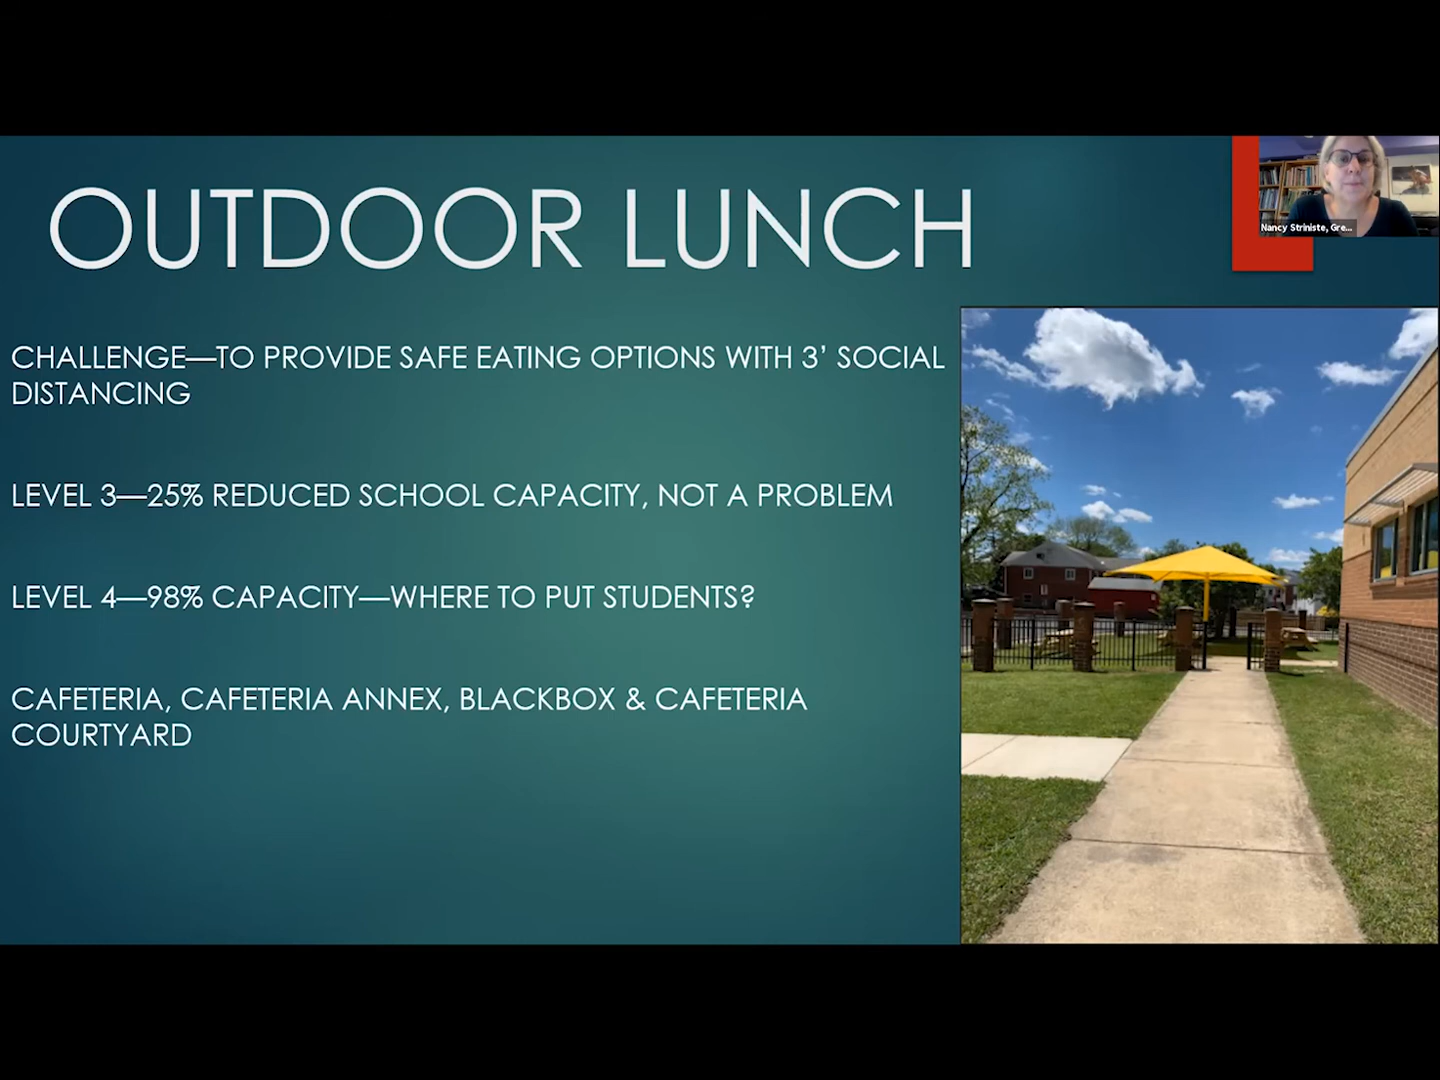 OUTDOOR LUNCH
Nancy Striniste, Gre...
CHALLENGE—TO PROVIDE SAFE EATING OPTIONS WITH 3’ SOCIAL
DISTANCING
LEVEL 3—25% REDUCED SCHOOL CAPACITY, NOT A PROBLEM
LEVEL 4—98% CAPACITY—WHERE TO PUT STUDENTS?
CAFETERIA, CAFETERIA ANNEX, BLACKBOX & CAFETERIA
COURTYARD